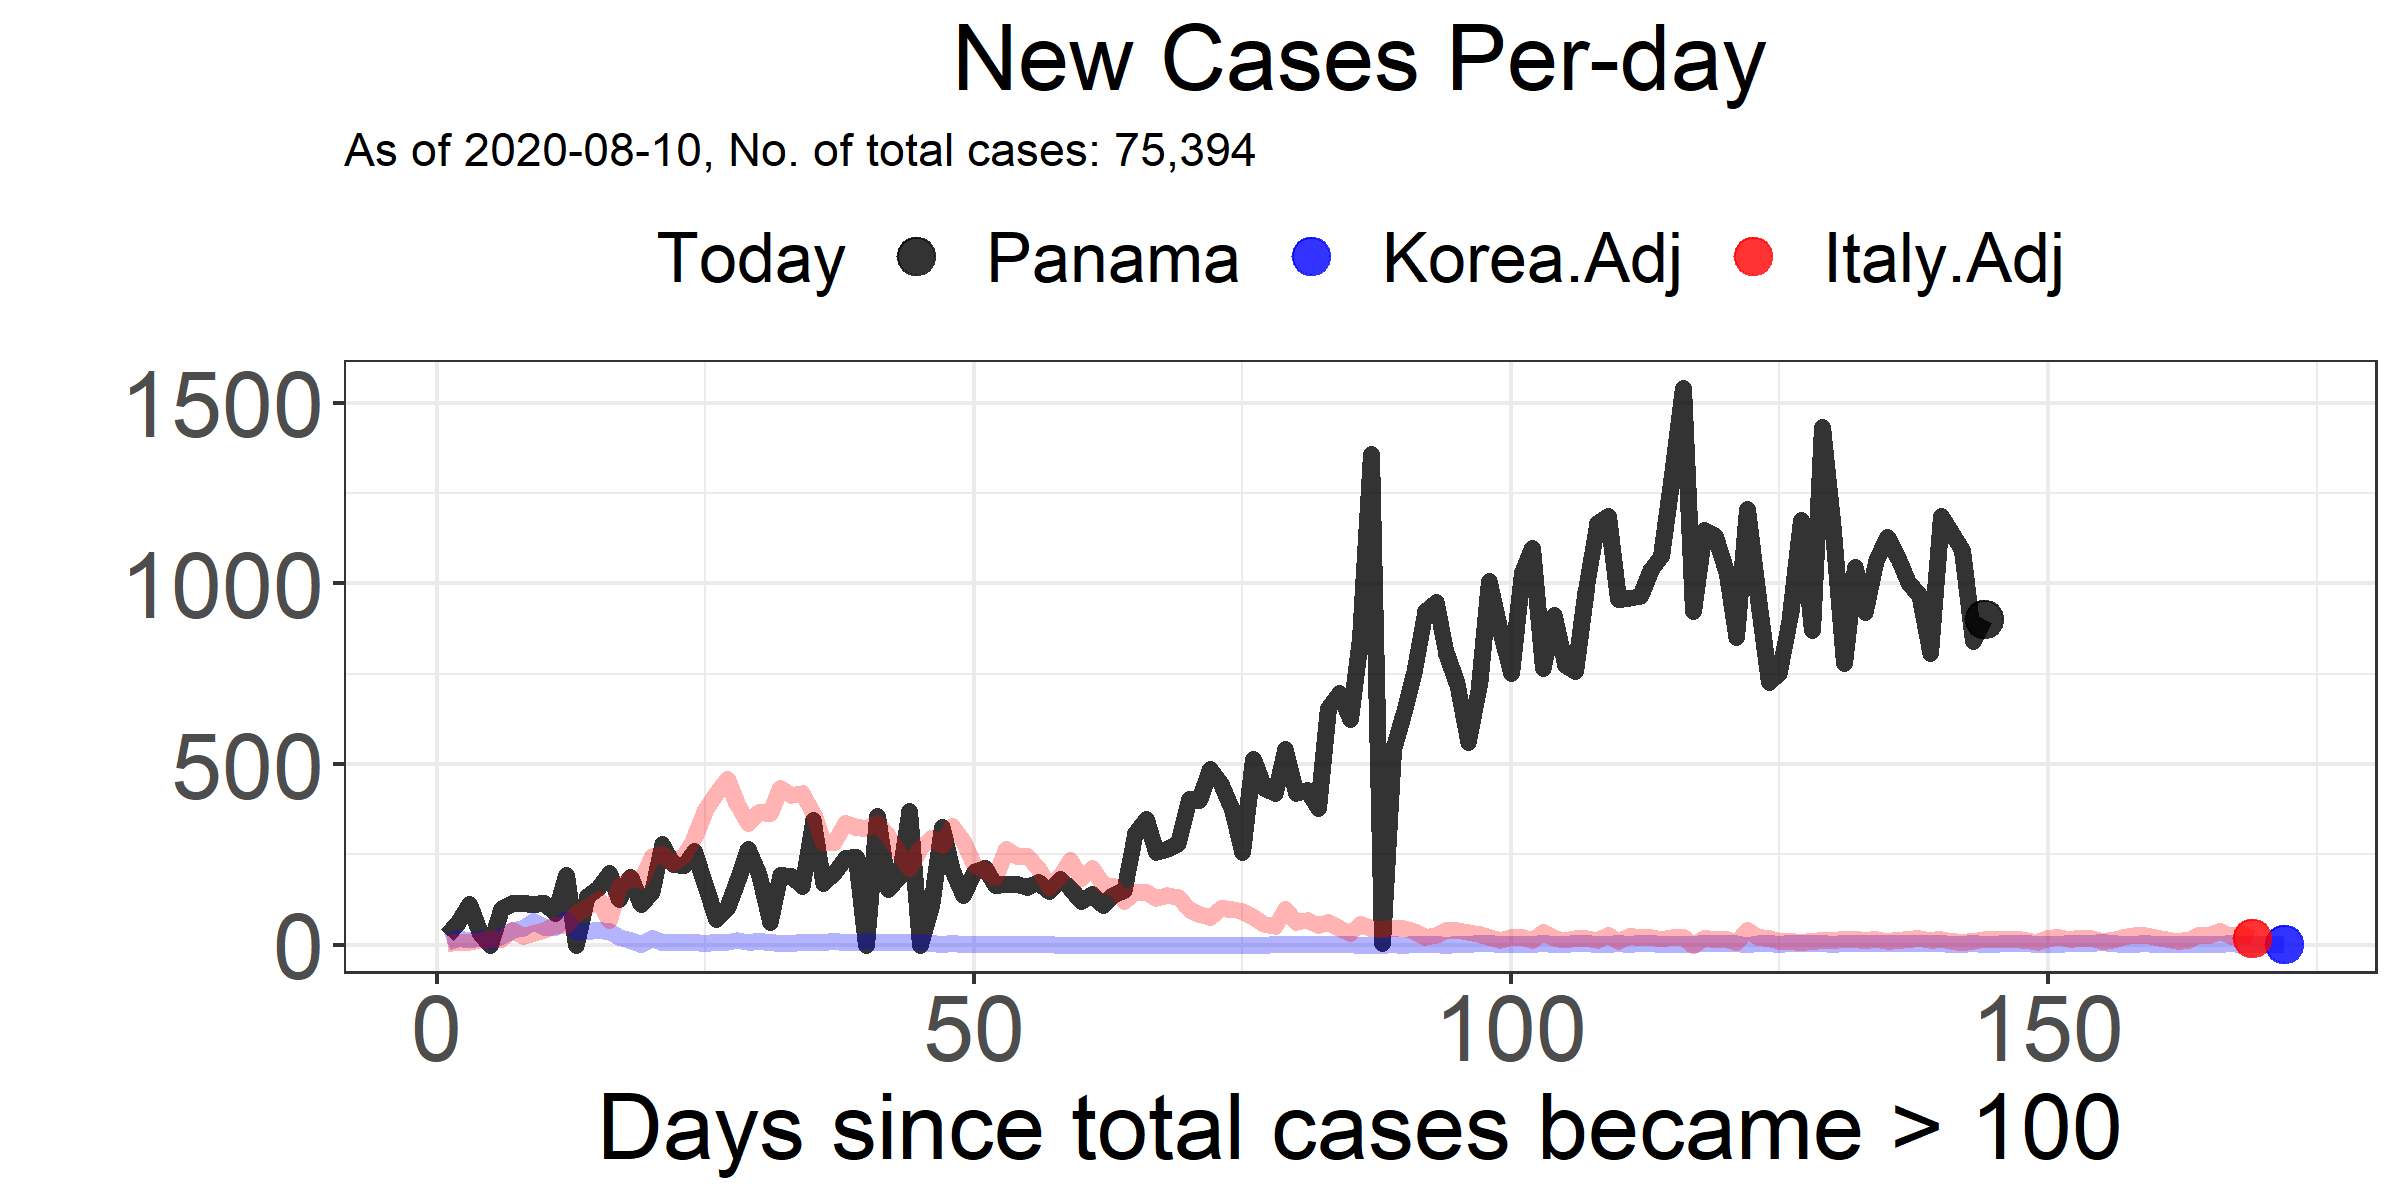 New Cases Per-day
As of 2020-08-10, No. of total cases: 75,394
Today Panama Korea.Adj Italy.Adj
1500
1000
500
0
0 50 100 150
Days since total cases became > 100